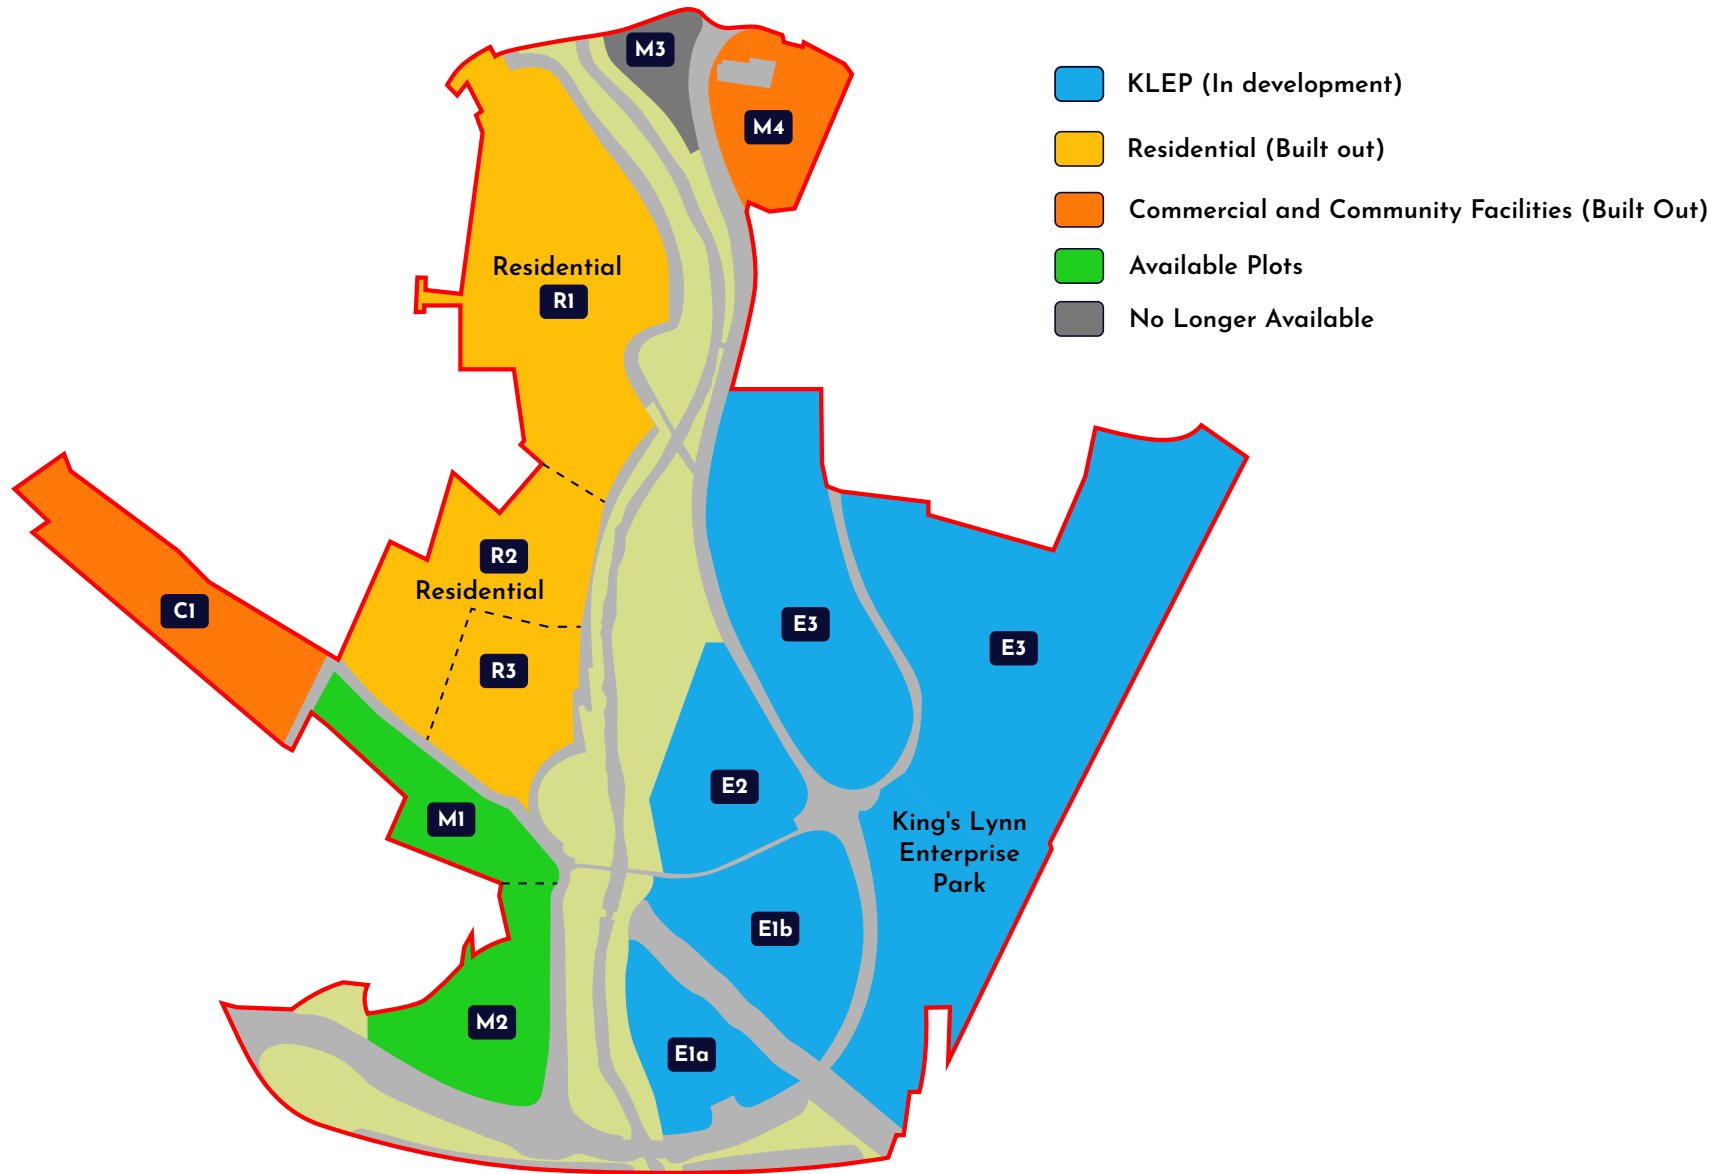 M3
M4
KLEP (In development)
Residential (Built out)
Commercial and Community Facilities (Built Out)
Available Plots
No Longer Available
Residential
R1
R2
Residential
R3
C1
E3
E3
E2
M1
King's Lynn
Enterprise
Park
E1b
M2
E1a